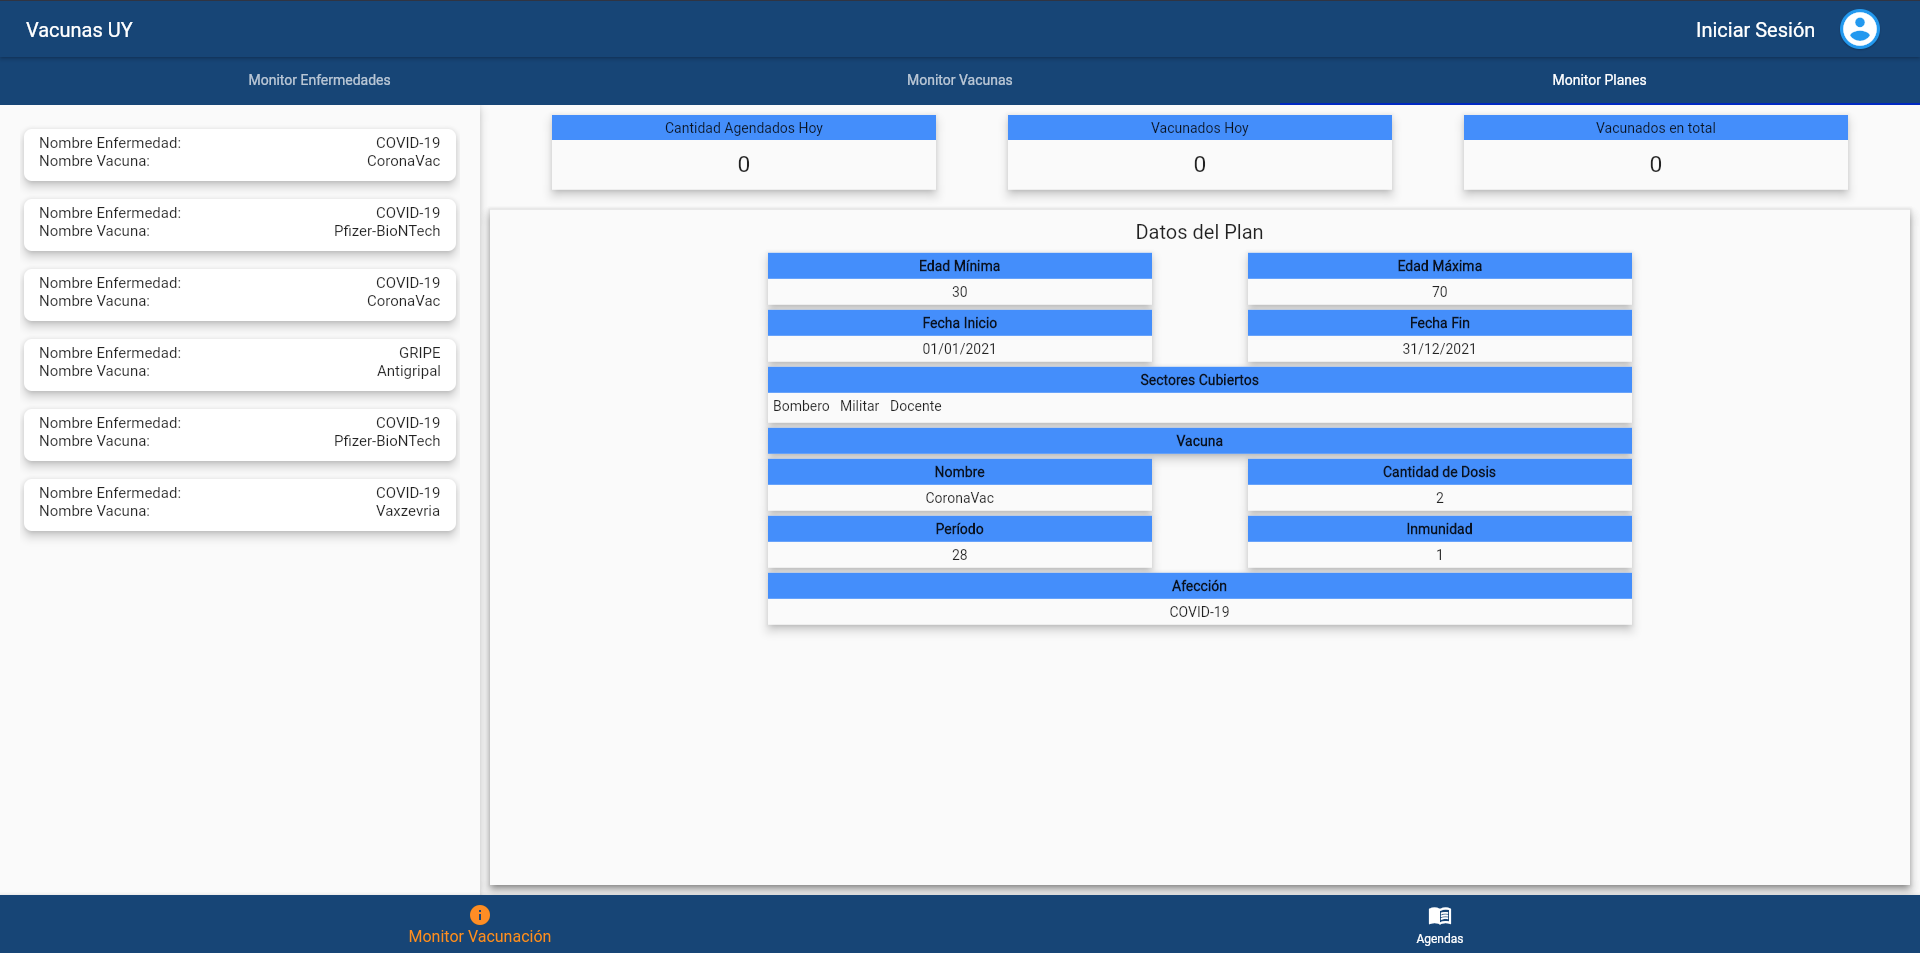 Vacunas UY
Iniciar Sesión
Monitor Enfermedades
Monitor Vacunas
Monitor Planes
Nombre Enfermedad: COVID-19
Nombre Vacuna: CoronaVac
Nombre Enfermedad: COVID-19
Nombre Vacuna: Pfizer-BioNTech
Nombre Enfermedad: COVID-19
Nombre Vacuna: CoronaVac
Nombre Enfermedad: GRIPE
Nombre Vacuna: Antigripal
Nombre Enfermedad: COVID-19
Nombre Vacuna: Pfizer-BioNTech
Nombre Enfermedad: COVID-19
Nombre Vacuna: Vaxzevria
Cantidad Agendados Hoy
0
Vacunados Hoy
0
Vacunados en total
0
Datos del Plan
Edad Mínima
30
Edad Máxima
70
Fecha Inicio
01/01/2021
Fecha Fin
31/12/2021
Sectores Cubiertos
Bombero Militar Docente
Vacuna
Nombre
CoronaVac
Cantidad de Dosis
2
Período
28
Inmunidad
1
Afección
COVID-19
Monitor Vacunación
Agendas